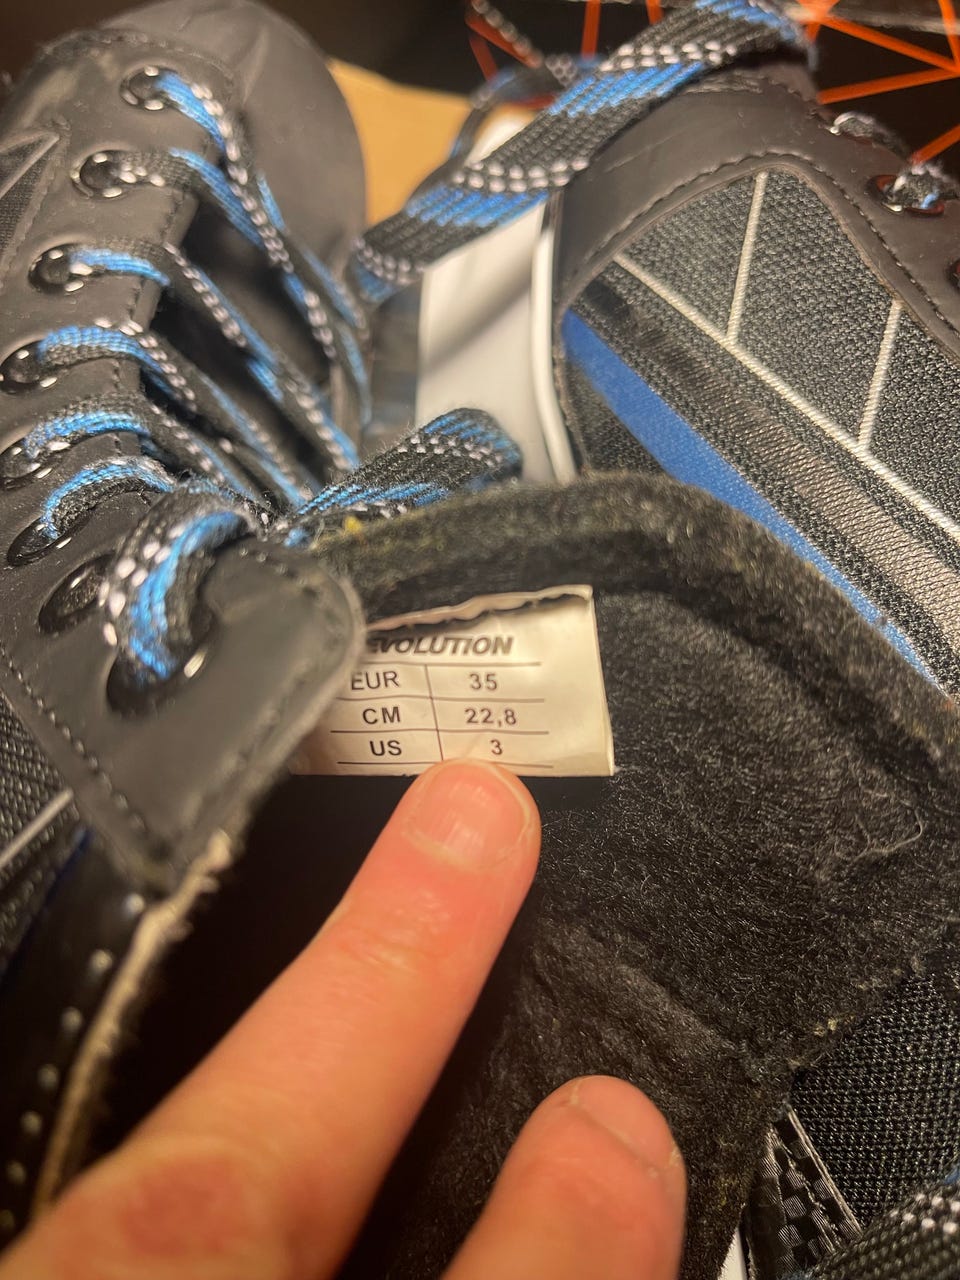 EVOLUTION
EUR 35
CM 22,8
US 3